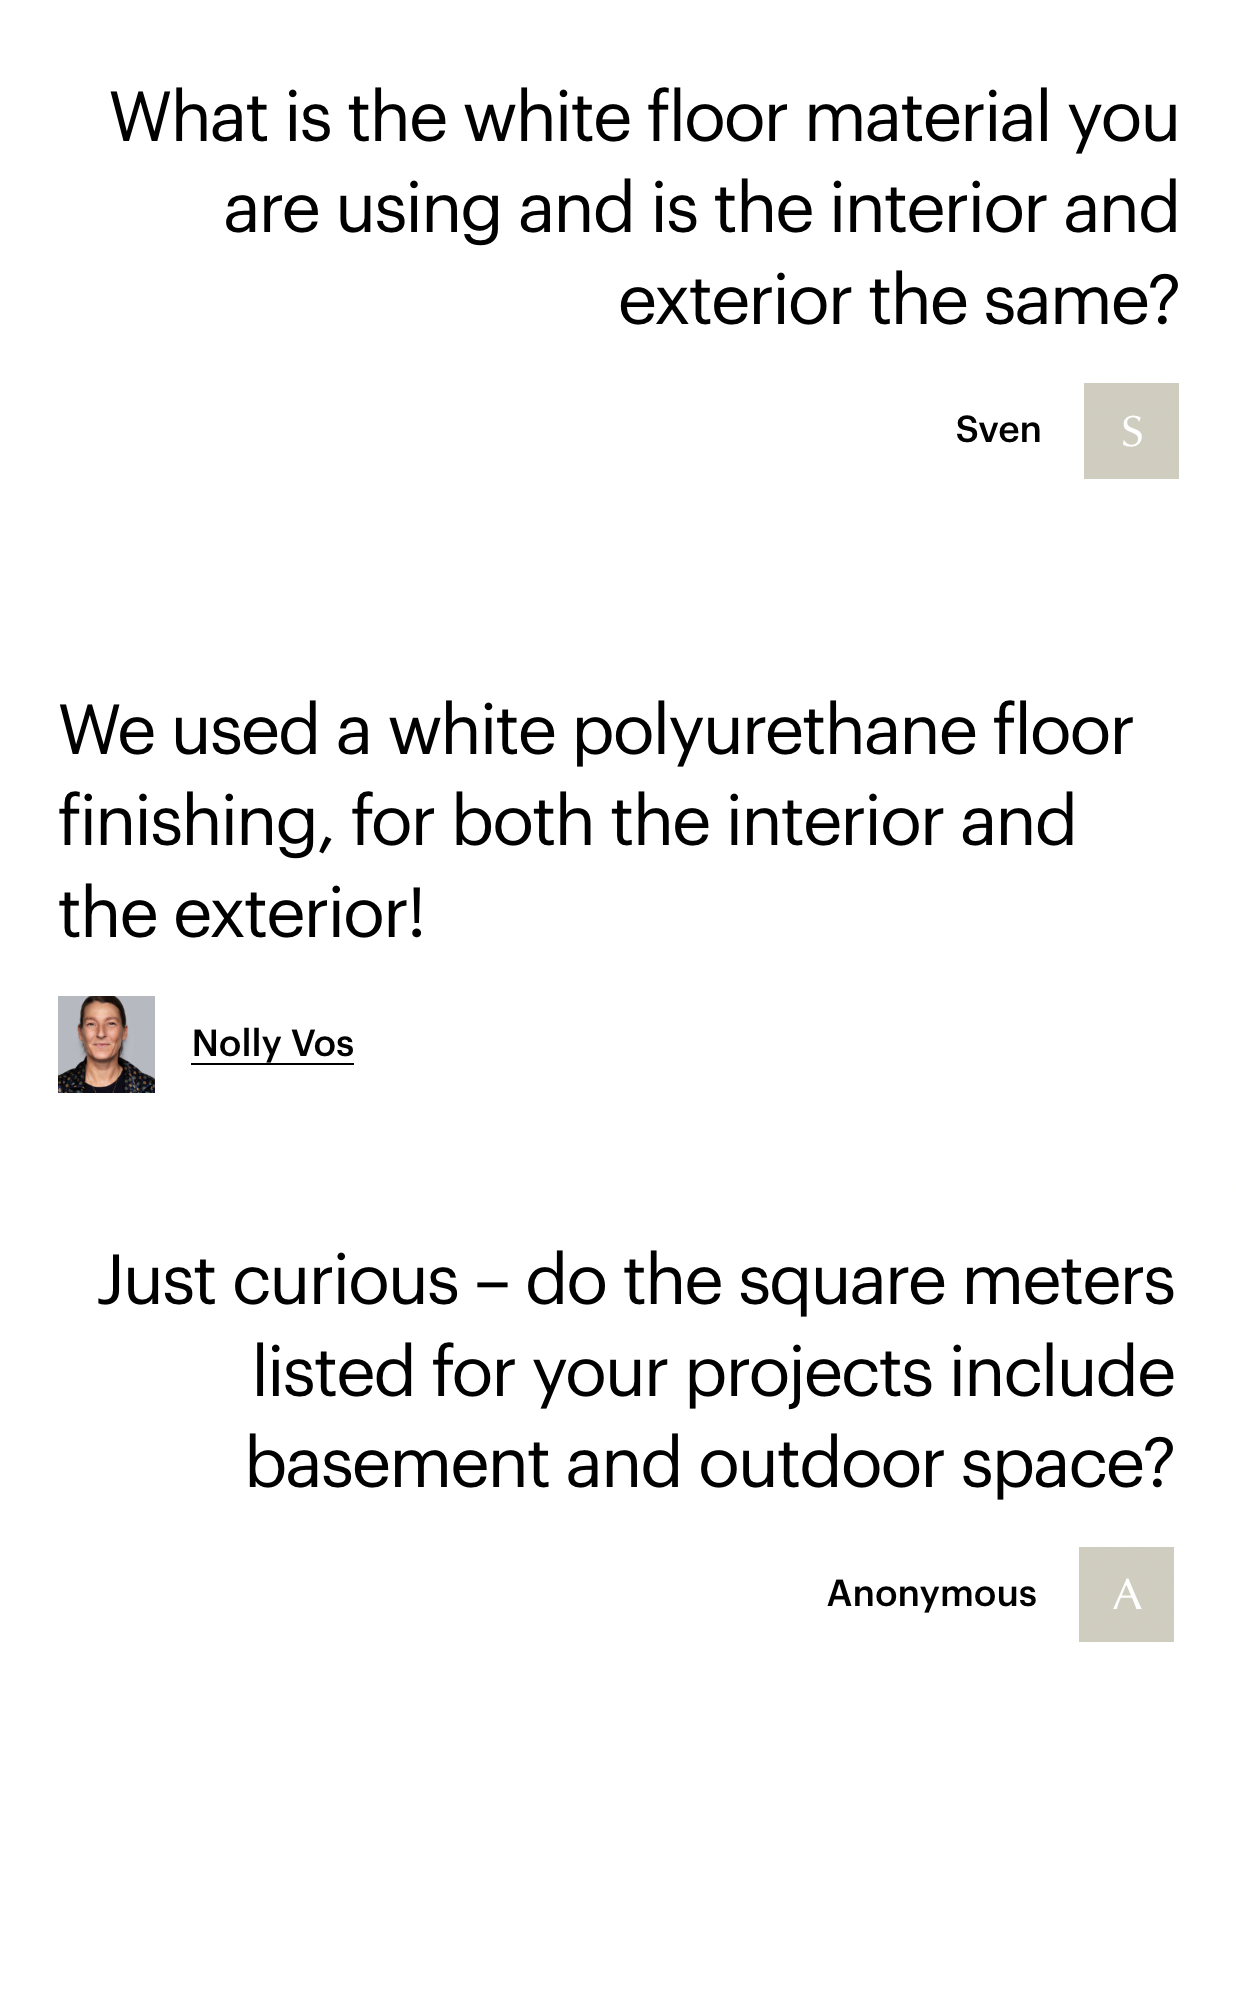 What is the white floor material you
are using and is the interior and
exterior the same?
Sven
S
We used a white polyurethane floor
finishing, for both the interior and
the exterior!
Nolly Vos
Just curious – do the square meters
listed for your projects include
basement and outdoor space?
Anonymous
A